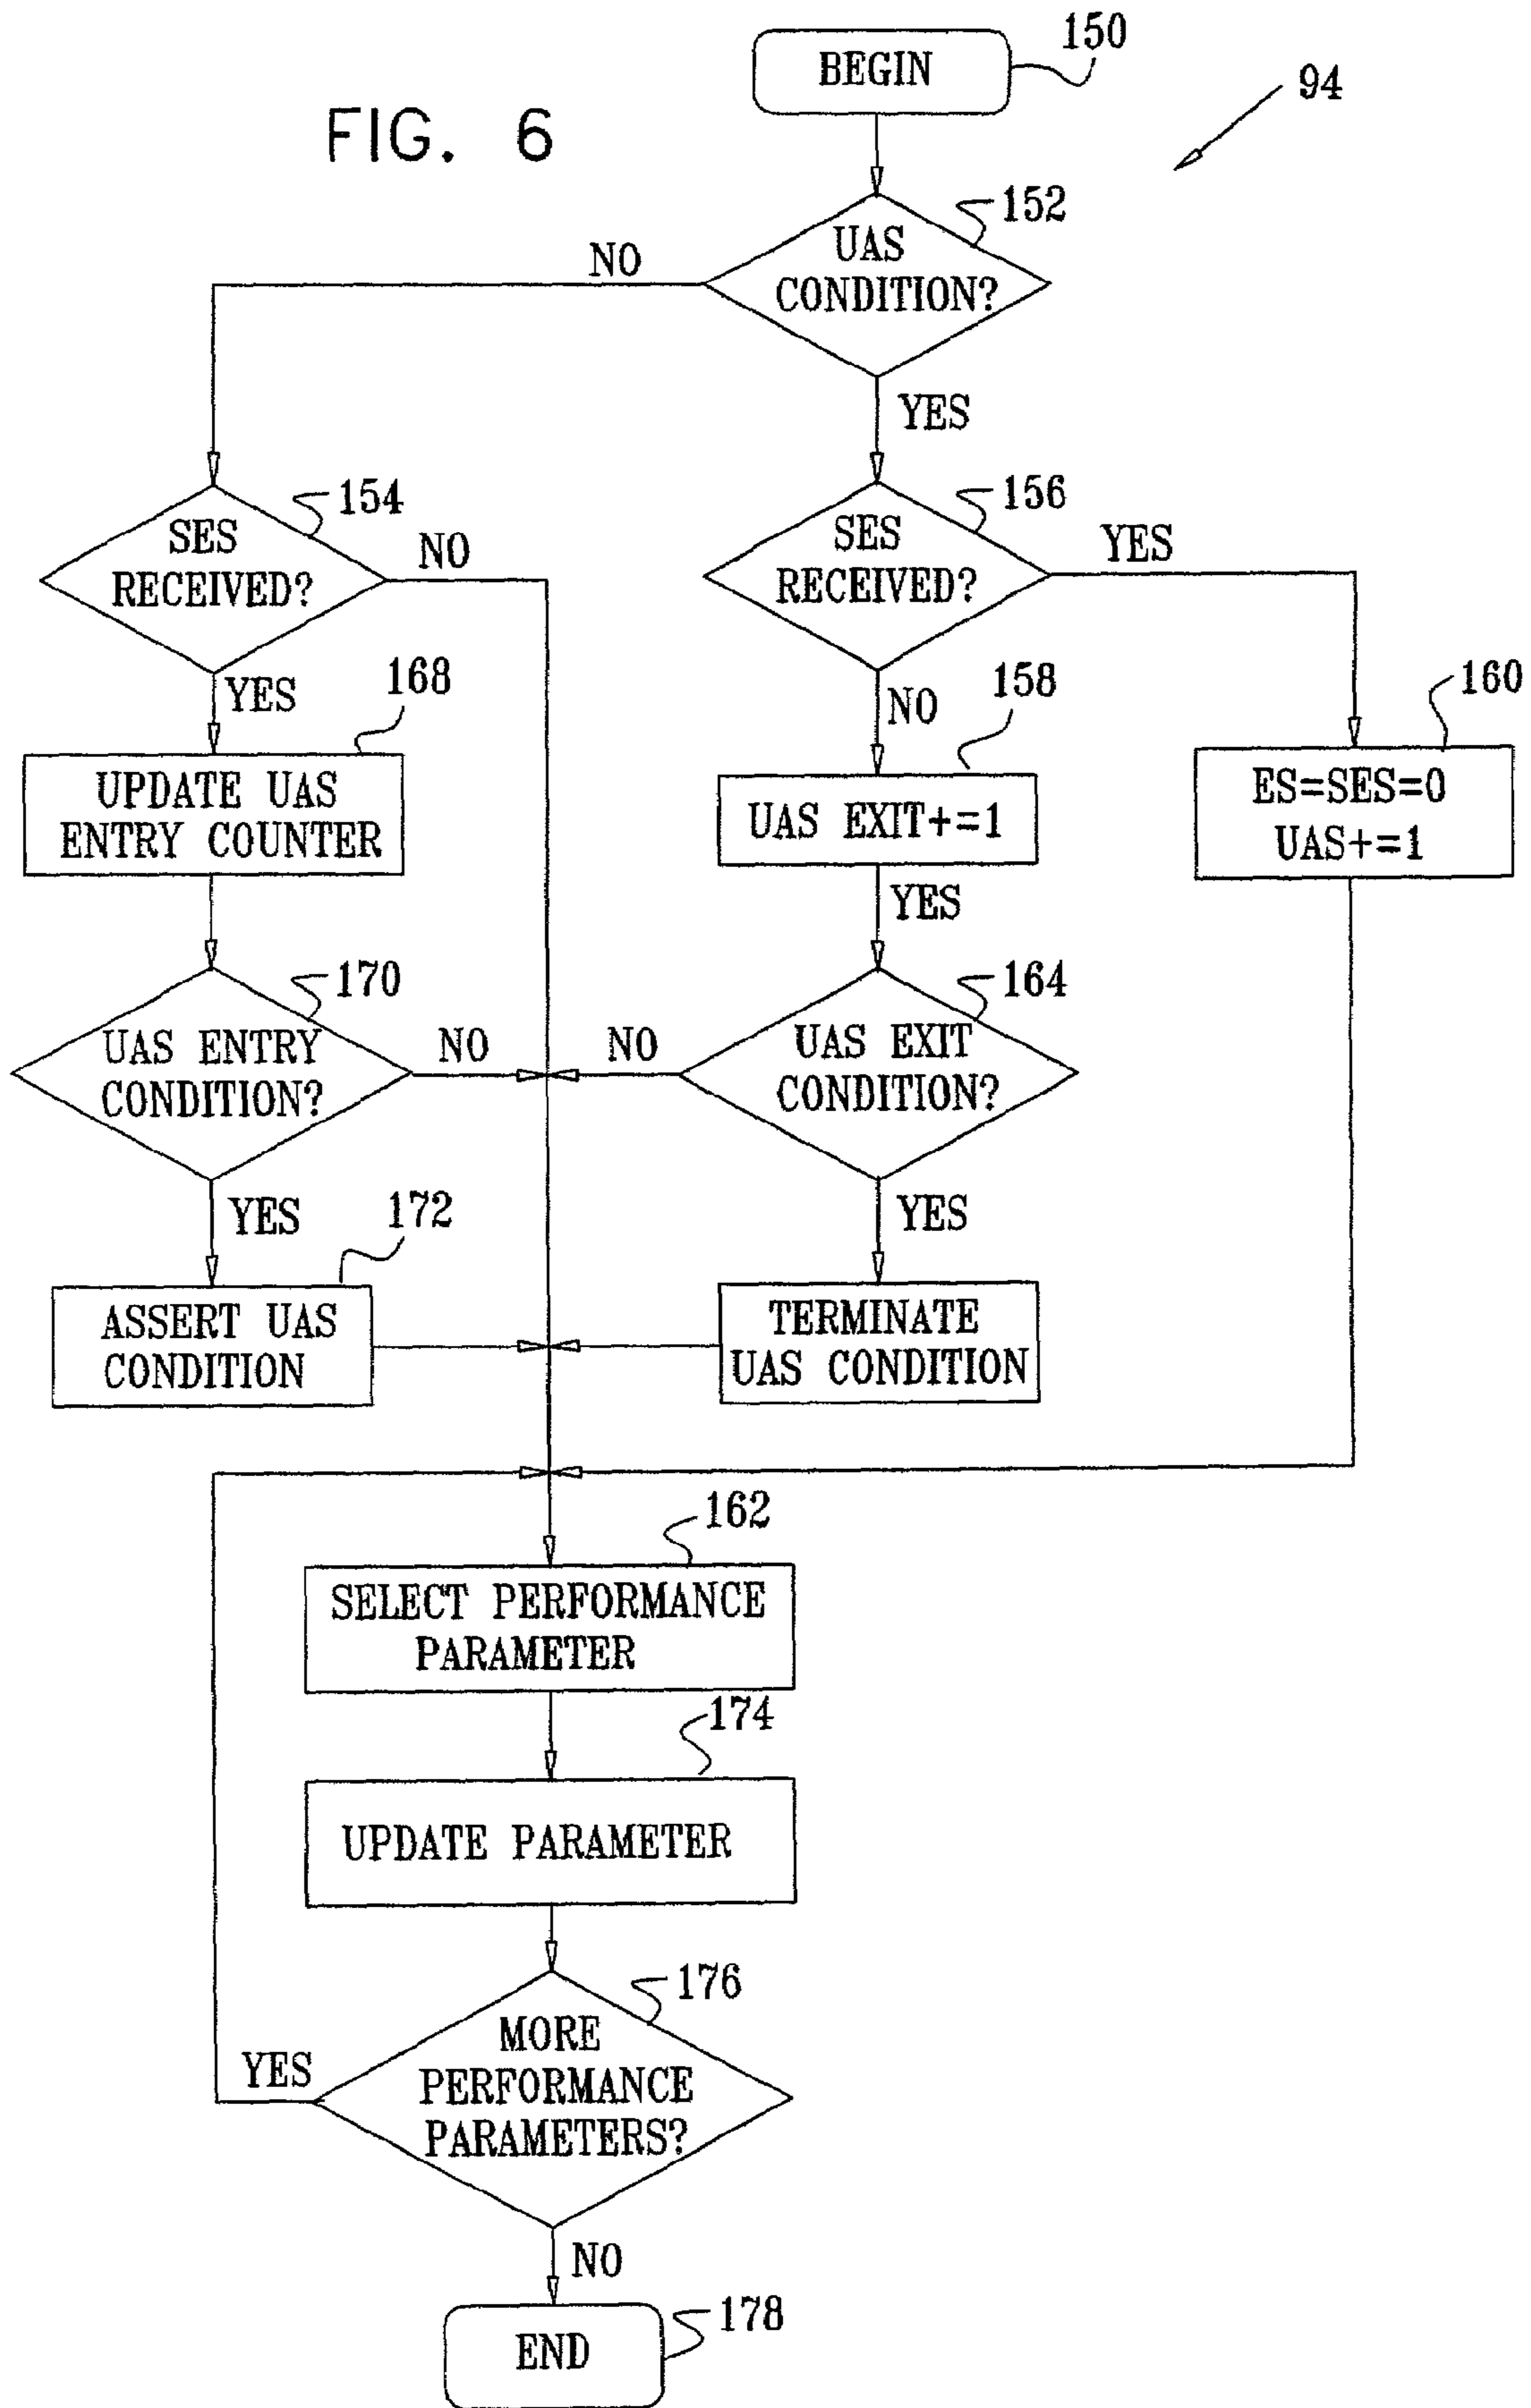 FIG. 6
BEGIN
150
94
UAS
CONDITION?
152
NO
YES
SES
RECEIVED?
154
NO
YES
SES
RECEIVED?
156
YES
NO
UPDATE UAS
ENTRY COUNTER
168
UAS EXIT+=1
158
YES
ES=SES=0
UAS+=1
160
UAS ENTRY
CONDITION?
170
NO
YES
UAS EXIT
CONDITION?
164
NO
YES
ASSERT UAS
CONDITION
172
TERMINATE
UAS CONDITION
SELECT PERFORMANCE
PARAMETER
162
UPDATE PARAMETER
174
MORE
PERFORMANCE
PARAMETERS?
176
YES
NO
END
178